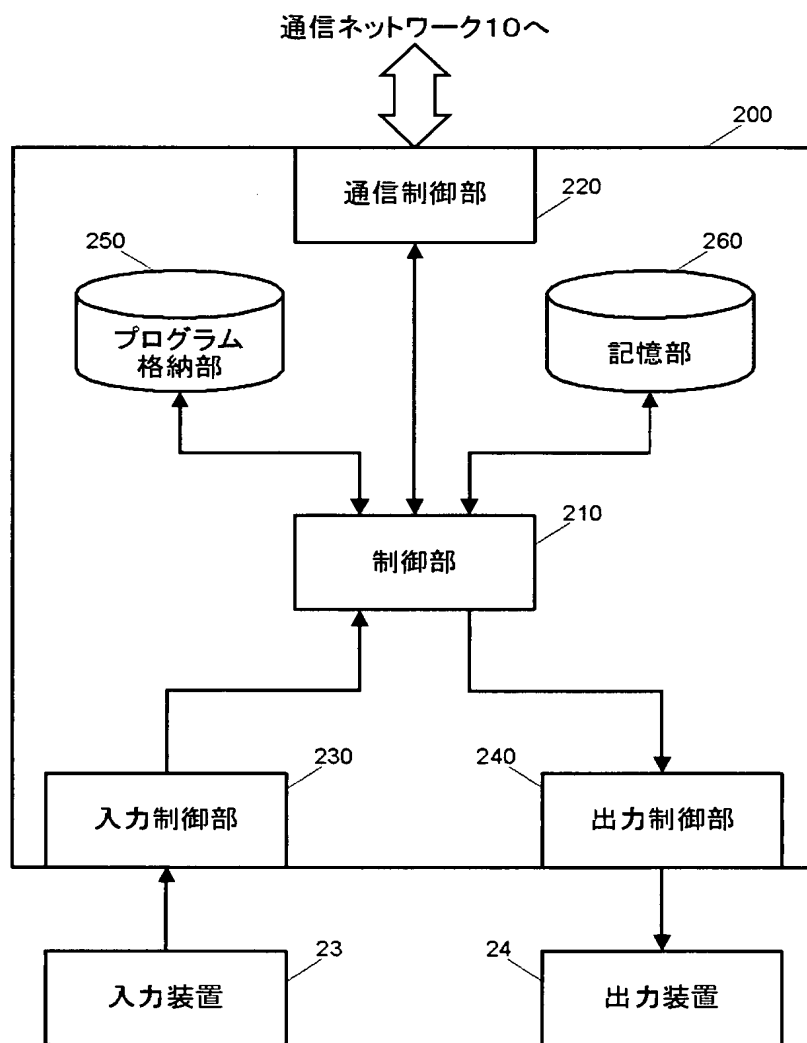 通信ネットワーク10へ
200
通信制御部
220
250
260
プログラム
格納部
記憶部
210
制御部
230
240
入力制御部
出力制御部
23
24
入力装置
出力装置